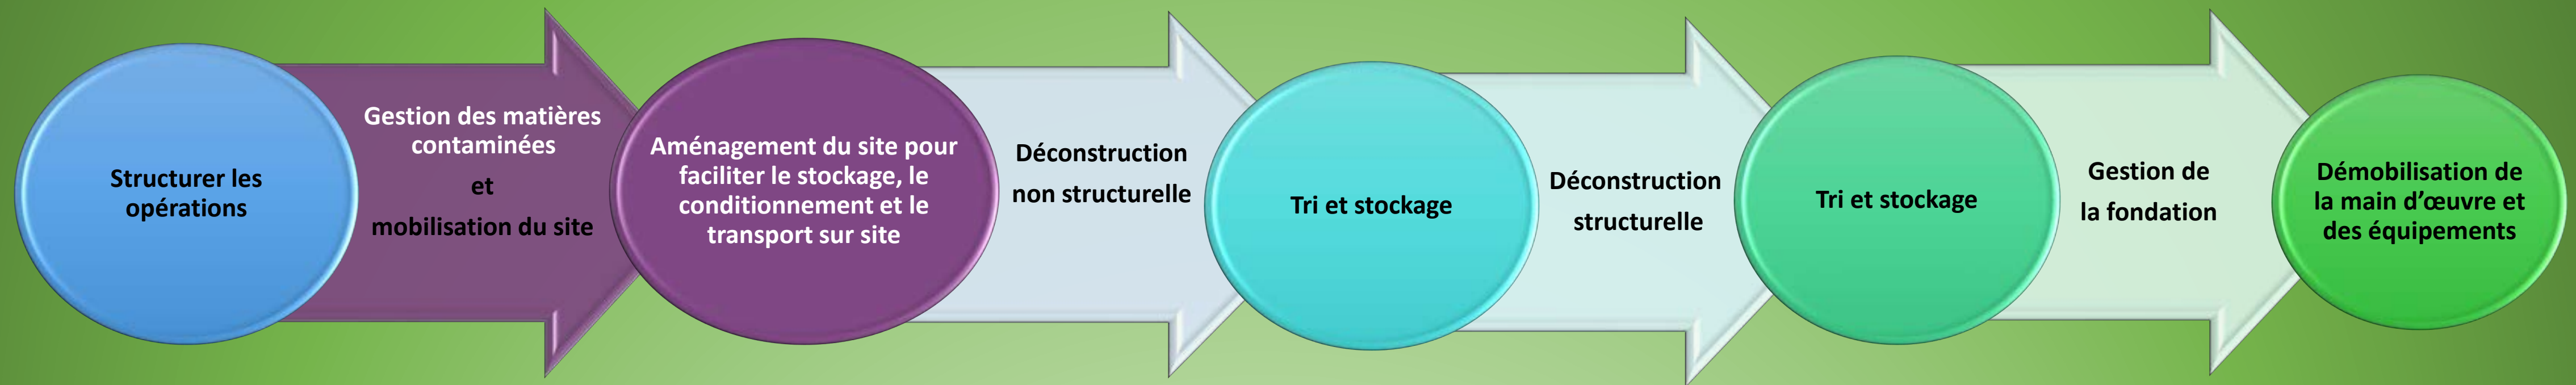 Structurer les
opérations
Gestion des matières
contaminées
et
mobilisation du site
Aménagement du site pour
faciliter le stockage, le
conditionnement et le
transport sur site
Déconstruction
non structurelle
Tri et stockage
Déconstruction
structurelle
Tri et stockage
Gestion de
la fondation
Démobilisation de
la main d’œuvre et
des équipements